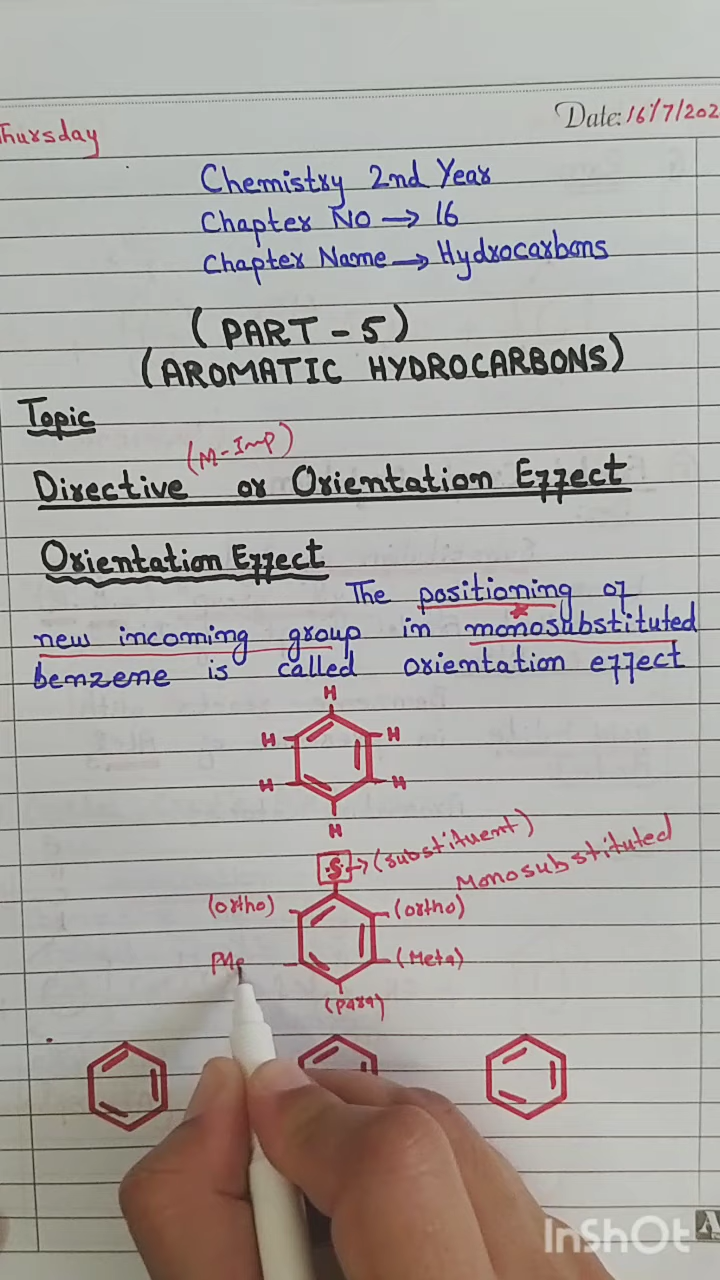 Thursday
Date: 16/7/202
Chemistry 2nd Year
Chapter No → 16
Chapter Name → Hydrocarbons
(PART - 5)
(AROMATIC HYDROCARBONS)
Topic
(M-Imp)
Directive or Orientation Effect
Orientation Effect
The positioning of
new incoming group in monosubstituted
benzene is called orientation effect
H
H H
H H
H
S → (substituent)
Monosubstituted
(ortho) (ortho)
(Meta)
(para)
InShOt